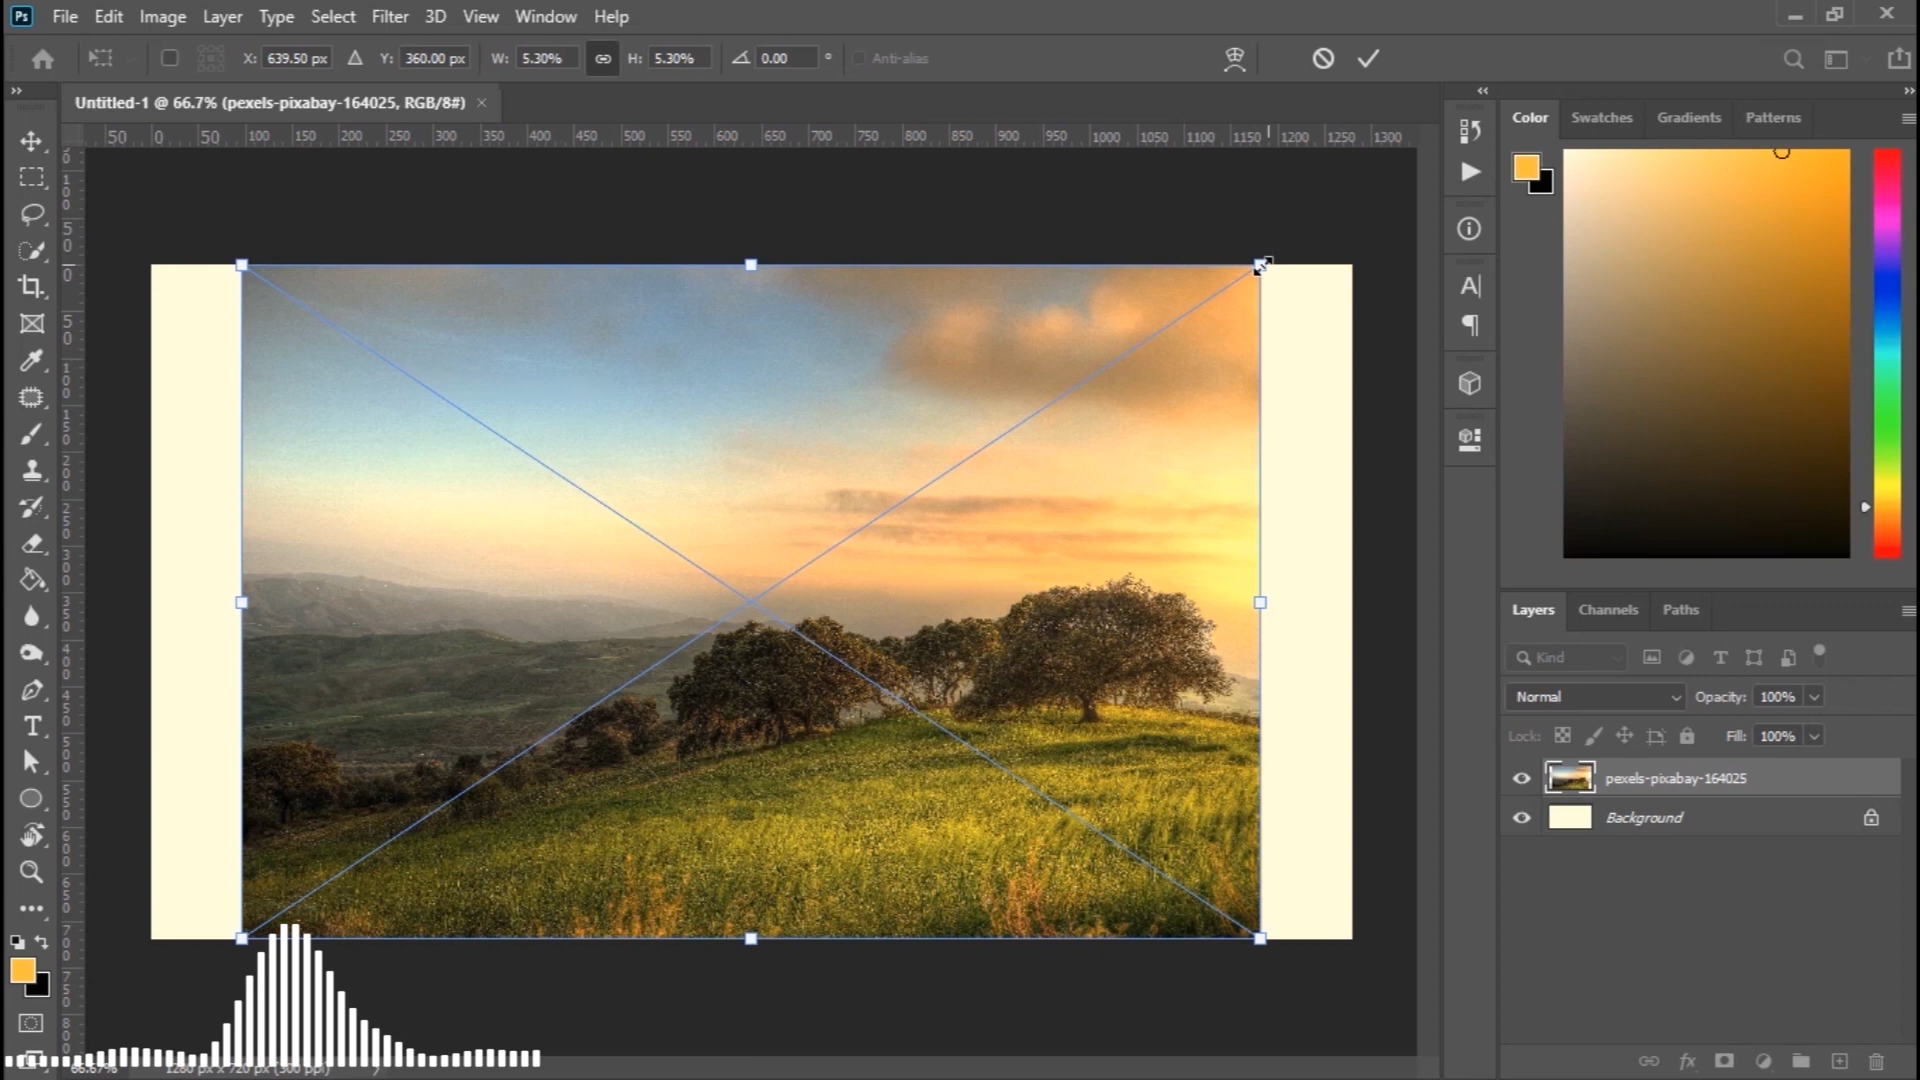 Ps File Edit Image Layer Type Select Filter 3D View Window Help
X: 639.50 px Y: 360.00 px W: 5.30% H: 5.30% 0.00 ° Anti-alias
Untitled-1 @ 66.7% (pexels-pixabay-164025, RGB/8#) ×
50 0 50 100 150 200 250 300 350 400 450 500 550 600 650 700 750 800 850 900 950 1000 1050 1100 1150 1200 1250 1300
Color Swatches Gradients Patterns
Layers Channels Paths
Kind
Normal Opacity: 100%
Lock: Fill: 100%
pexels-pixabay-164025
Background
66.67% 1280 px x 720 px (300 ppi)